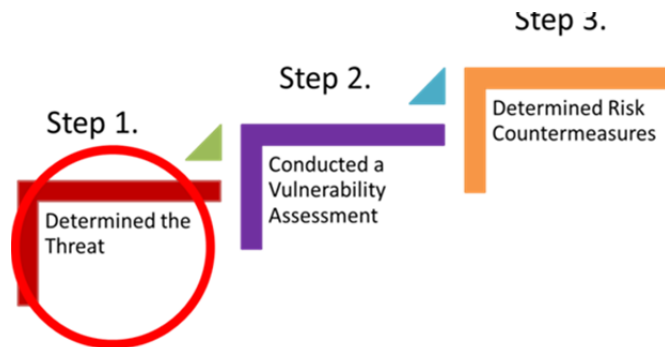 Step 1.
Determined the
Threat
Step 2.
Conducted a
Vulnerability
Assessment
Step 3.
Determined Risk
Countermeasures